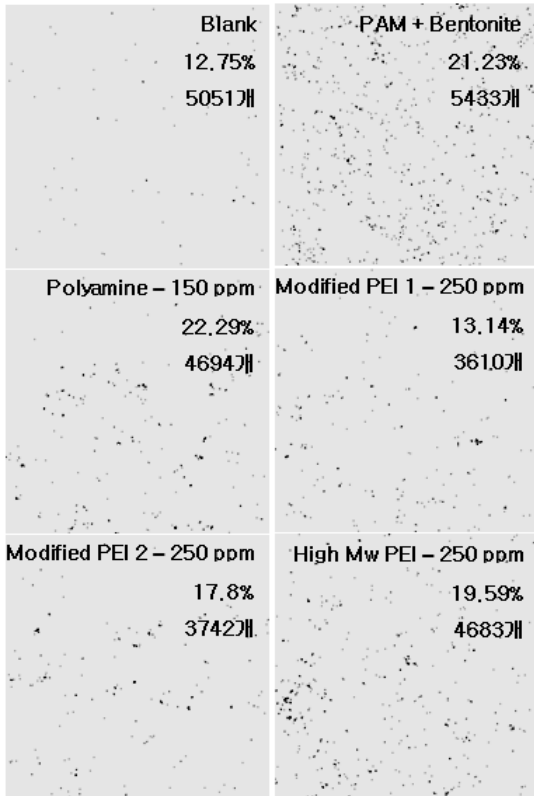 Blank
12.75%
5051개
PAM + Bentonite
21.23%
5433개
Polyamine – 150 ppm
22.29%
4694개
Modified PEI 1 – 250 ppm
13.14%
3610개
Modified PEI 2 – 250 ppm
17.8%
3742개
High Mw PEI – 250 ppm
19.59%
4683개